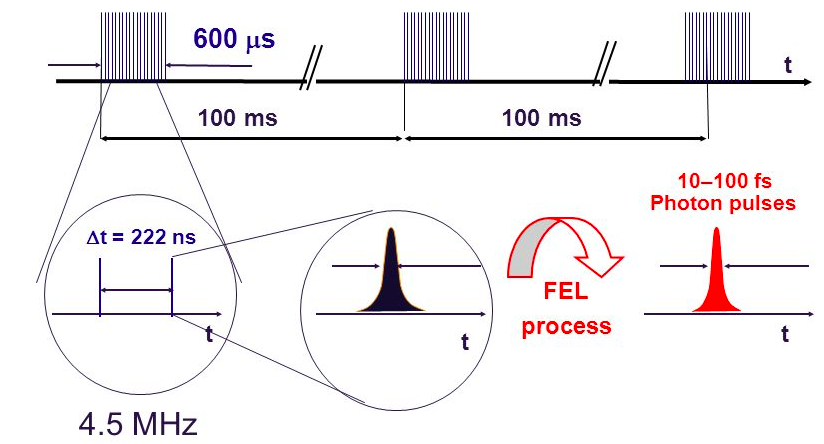 600 μs
t
100 ms
100 ms
10–100 fs
Photon pulses
Δt = 222 ns
FEL
process
t
t
t
4.5 MHz